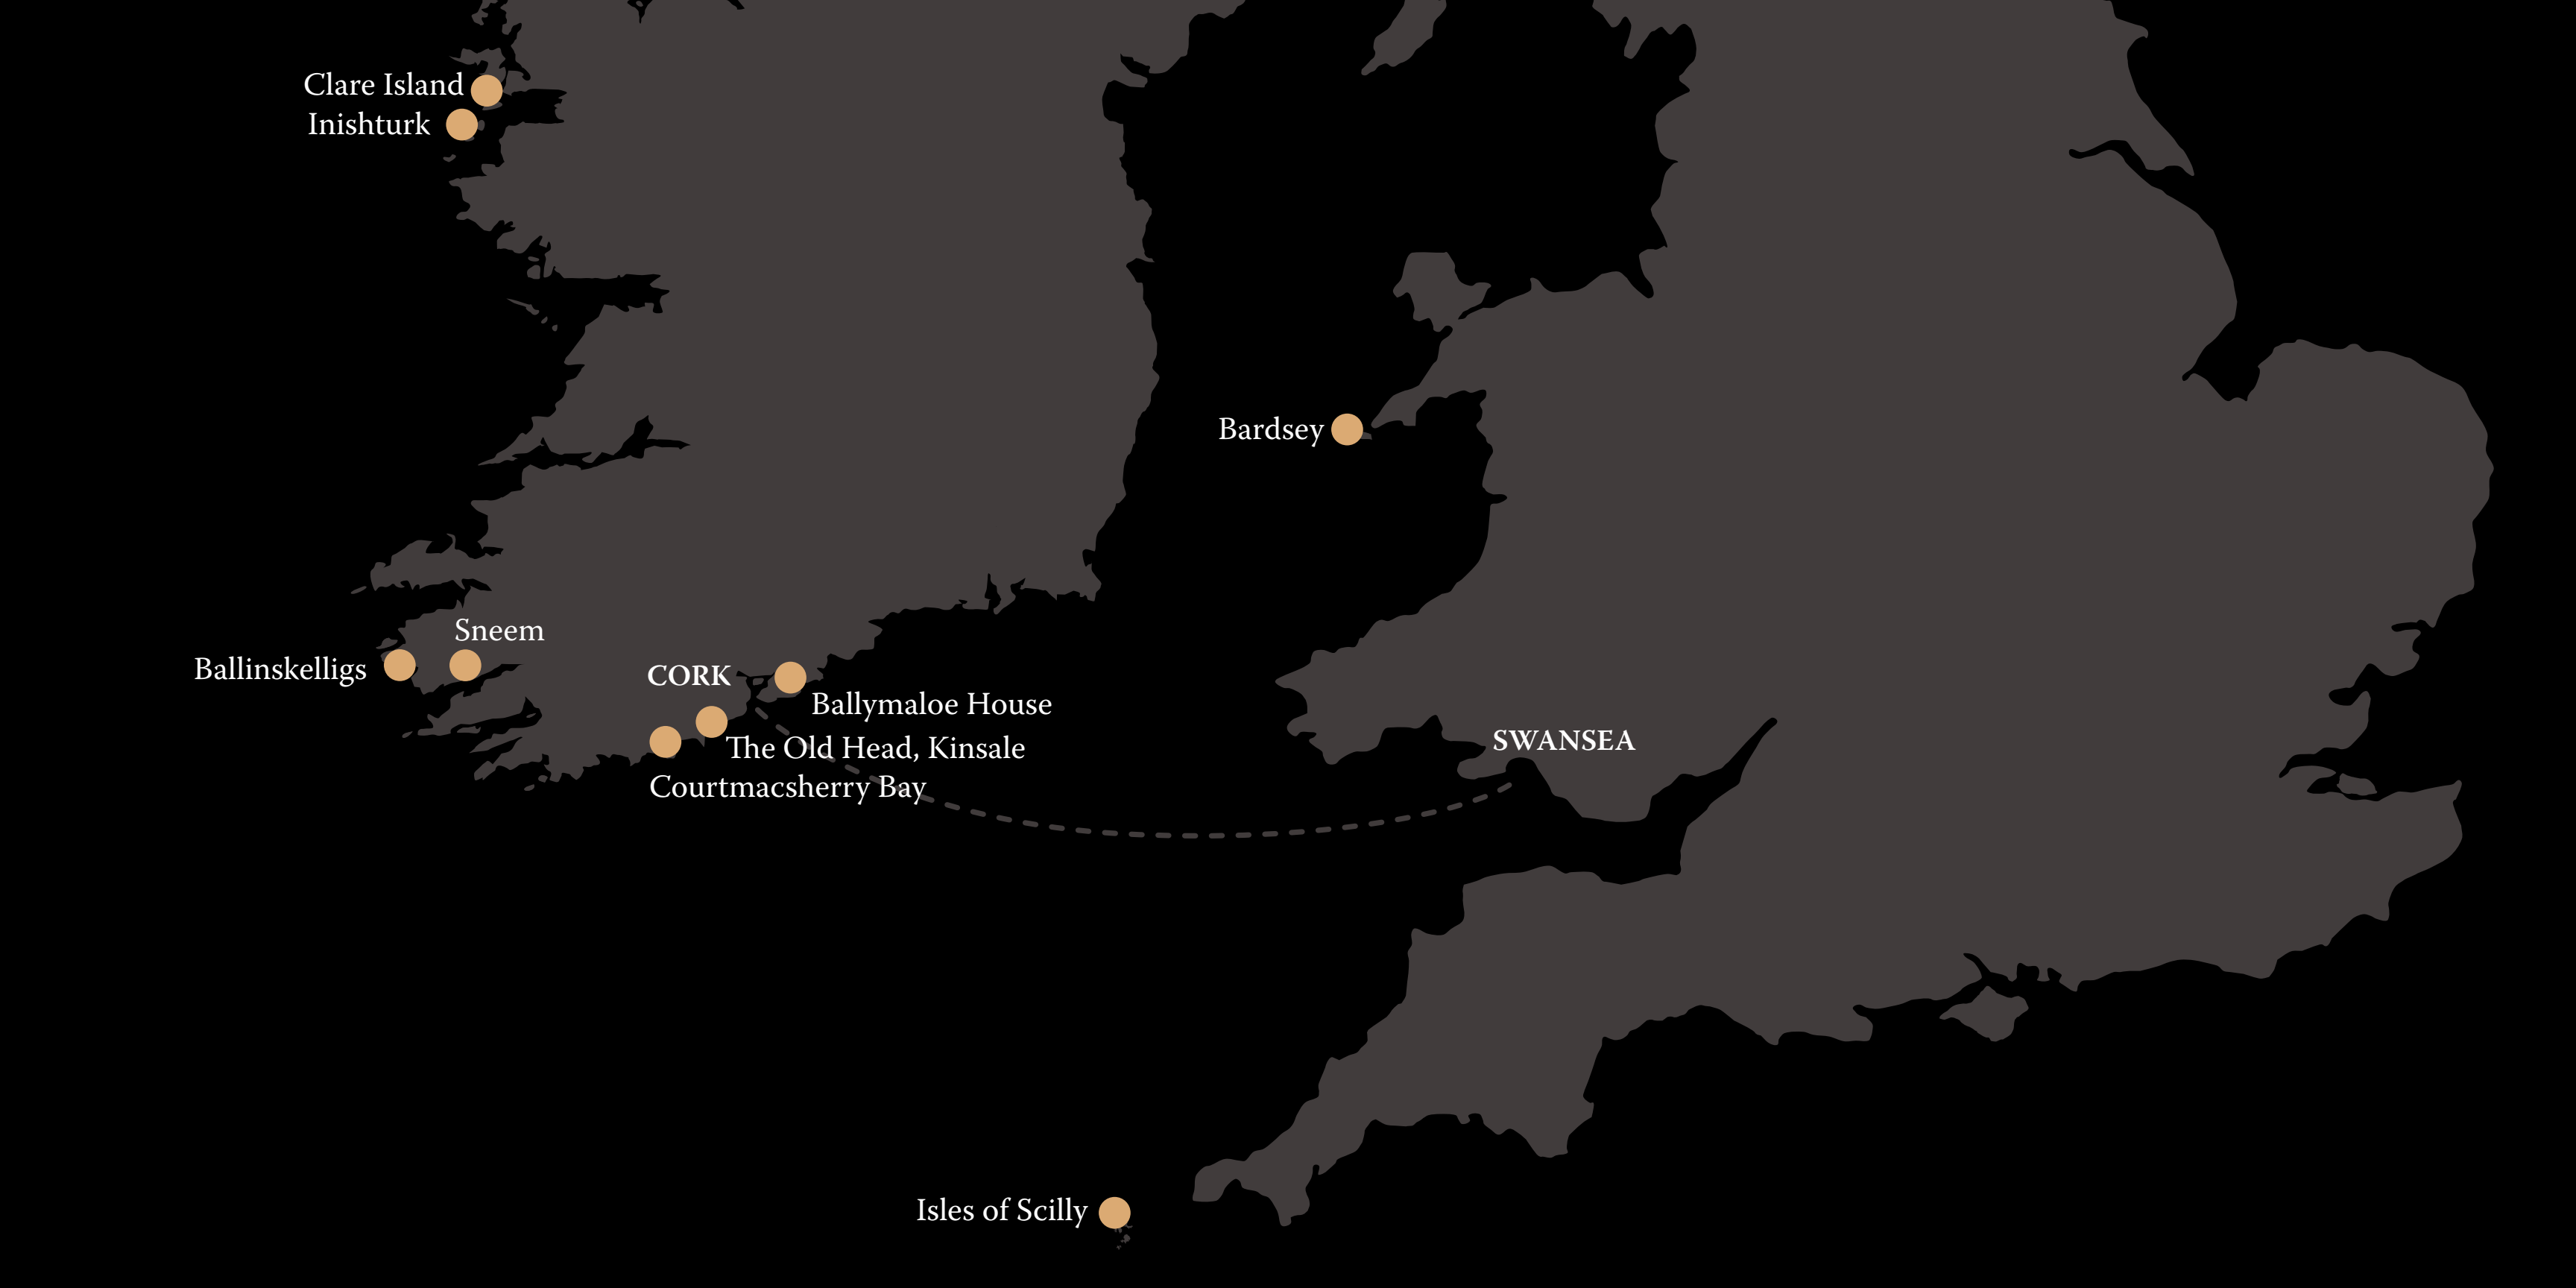 Clare Island
Inishturk
Bardsey
Sneem
Ballinskelligs
CORK
Ballymaloe House
The Old Head, Kinsale
SWANSEA
Courtmacsherry Bay
Isles of Scilly